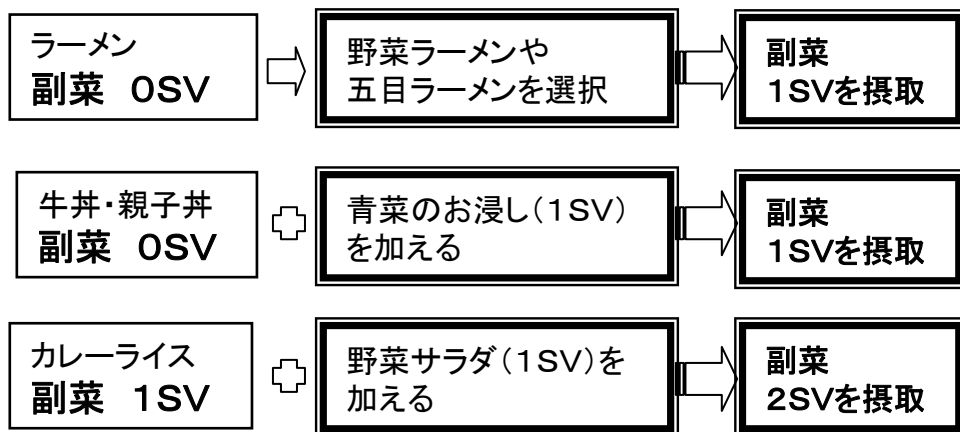 ラーメン
副菜　0SV
野菜ラーメンや
五目ラーメンを選択
副菜
1SVを摂取
牛丼・親子丼
副菜　0SV
青菜のお浸し(1SV)
を加える
副菜
1SVを摂取
カレーライス
副菜　1SV
野菜サラダ(1SV)を
加える
副菜
2SVを摂取